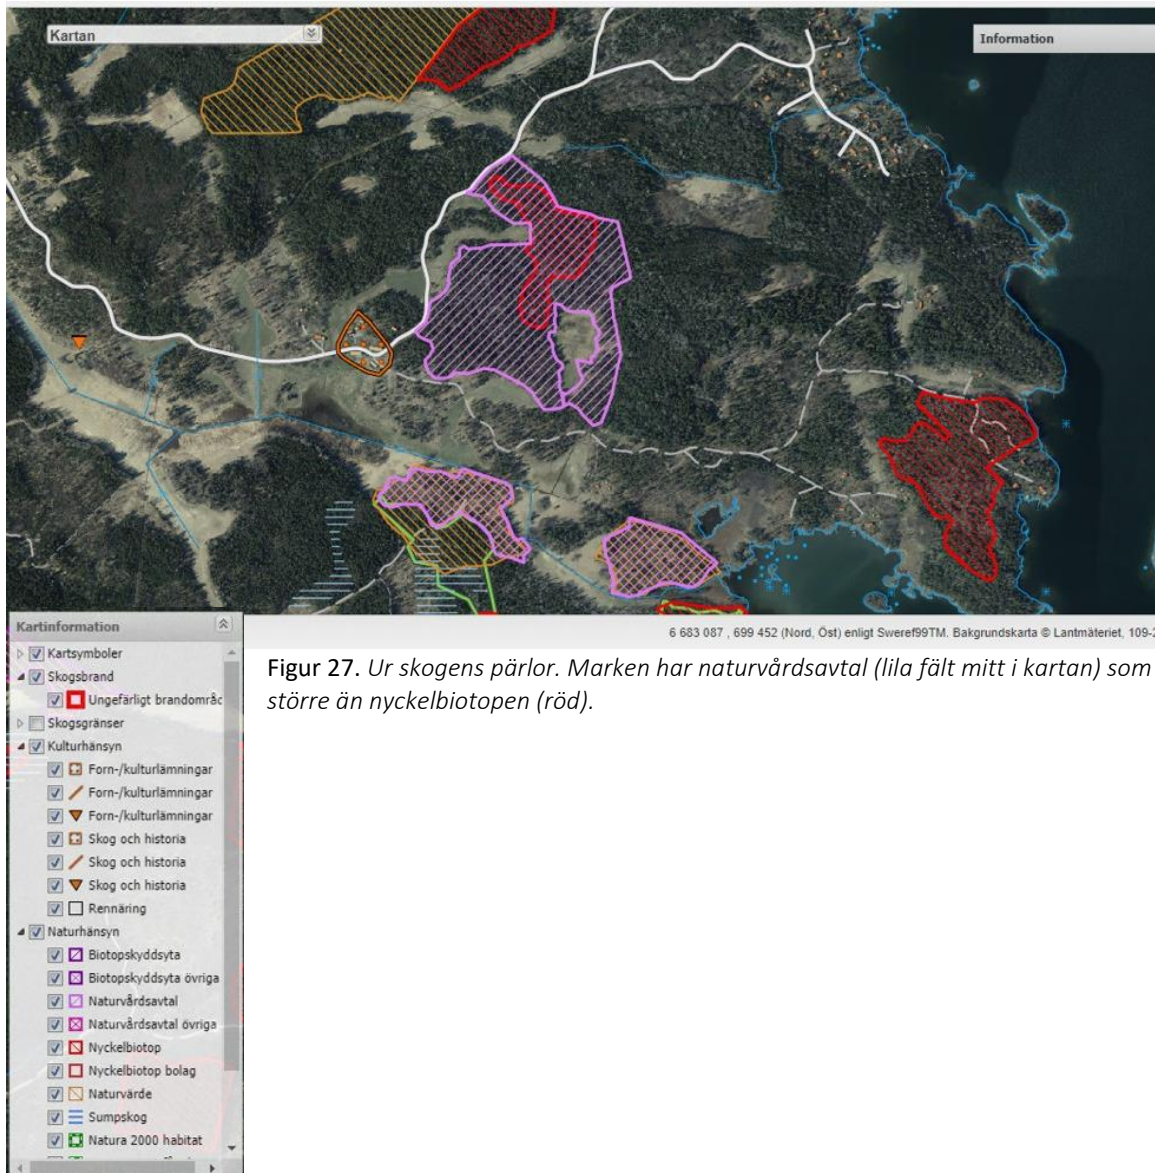 Kartan
Information
6 683 087 , 699 452 (Nord, Öst) enligt Sweref99TM. Bakgrundskarta © Lantmäteriet, 109-2
Kartinformation
Kartsymboler
Skogsbrand
Ungefärligt brandområd
Skogsgränser
Kulturhänsyn
Forn-/kulturlämningar
Forn-/kulturlämningar
Forn-/kulturlämningar
Skog och historia
Skog och historia
Skog och historia
Rennäring
Naturhänsyn
Biotopskyddsyta
Biotopskyddsyta övriga
Naturvårdsavtal
Naturvårdsavtal övriga
Nyckelbiotop
Nyckelbiotop bolag
Naturvärde
Sumpskog
Natura 2000 habitat
Figur 27. Ur skogens pärlor. Marken har naturvårdsavtal (lila fält mitt i kartan) som
större än nyckelbiotopen (röd).